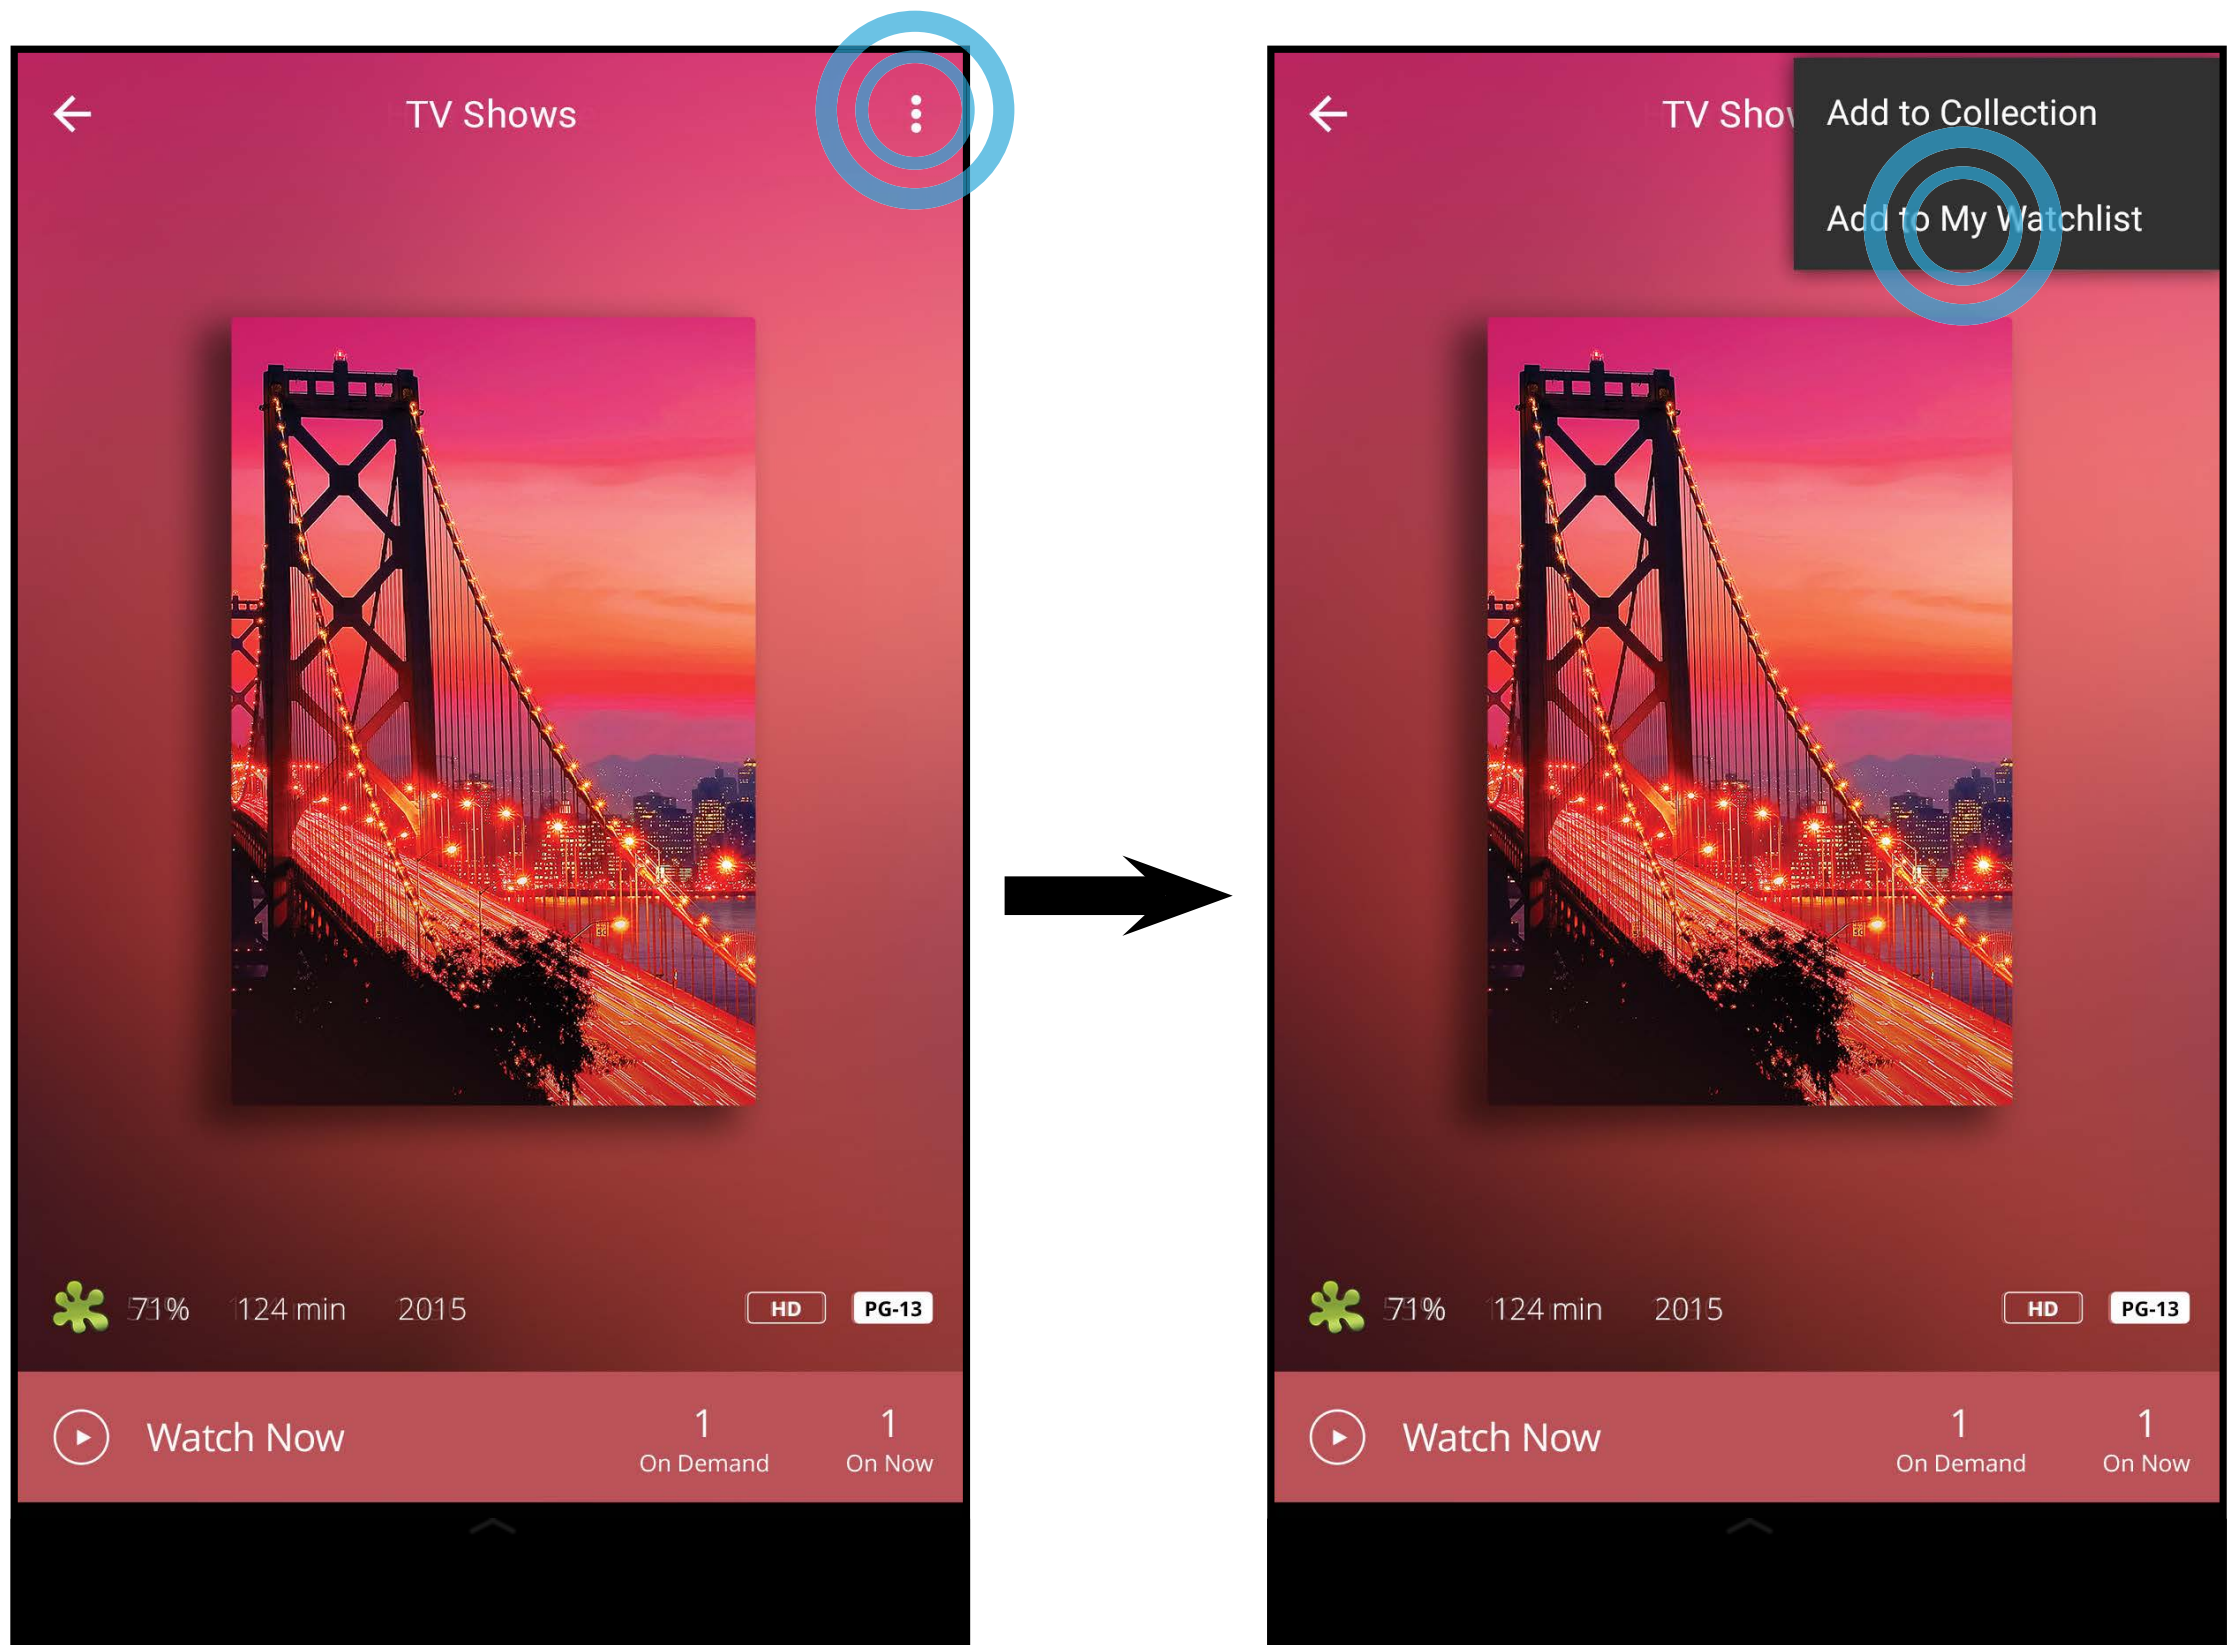 TV Shows
71% 124 min 2015 HD PG-13
Watch Now
1 On Demand
1 On Now
TV Show
Add to Collection
Add to My Watchlist
71% 124 min 2015 HD PG-13
Watch Now
1 On Demand
1 On Now